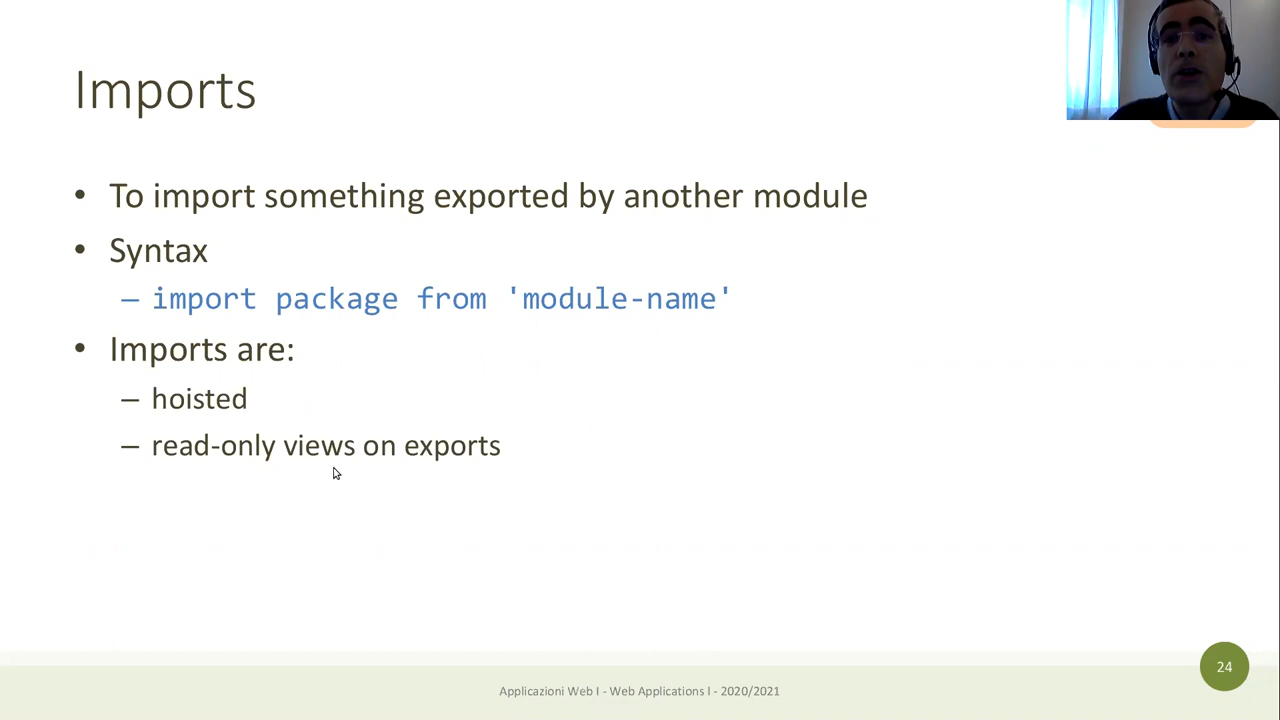 Imports
• To import something exported by another module
• Syntax
– import package from 'module-name'
• Imports are:
– hoisted
– read-only views on exports
24
Applicazioni Web I - Web Applications I - 2020/2021